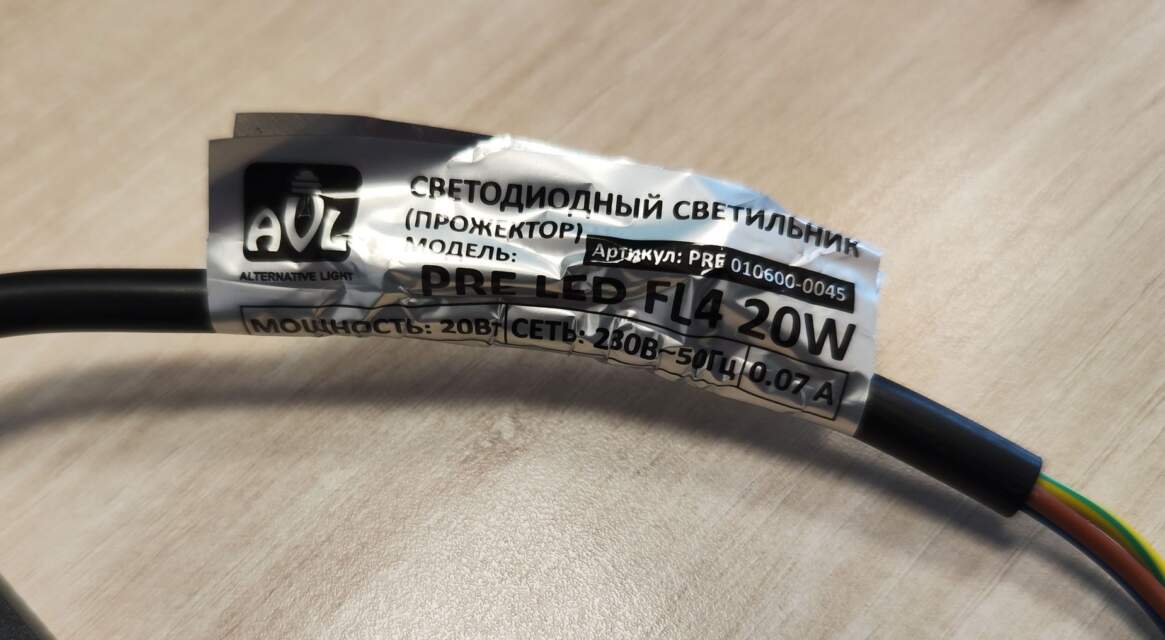 AVL
ALTERNATIVE LIGHT
СВЕТОДИОДНЫЙ СВЕТИЛЬНИК
(ПРОЖЕКТОР)
МОДЕЛЬ:
Артикул: PRE 010600-0045
PRE LED FL4 20W
МОЩНОСТЬ: 20Вт СЕТЬ: 230В~50Гц 0.07 А